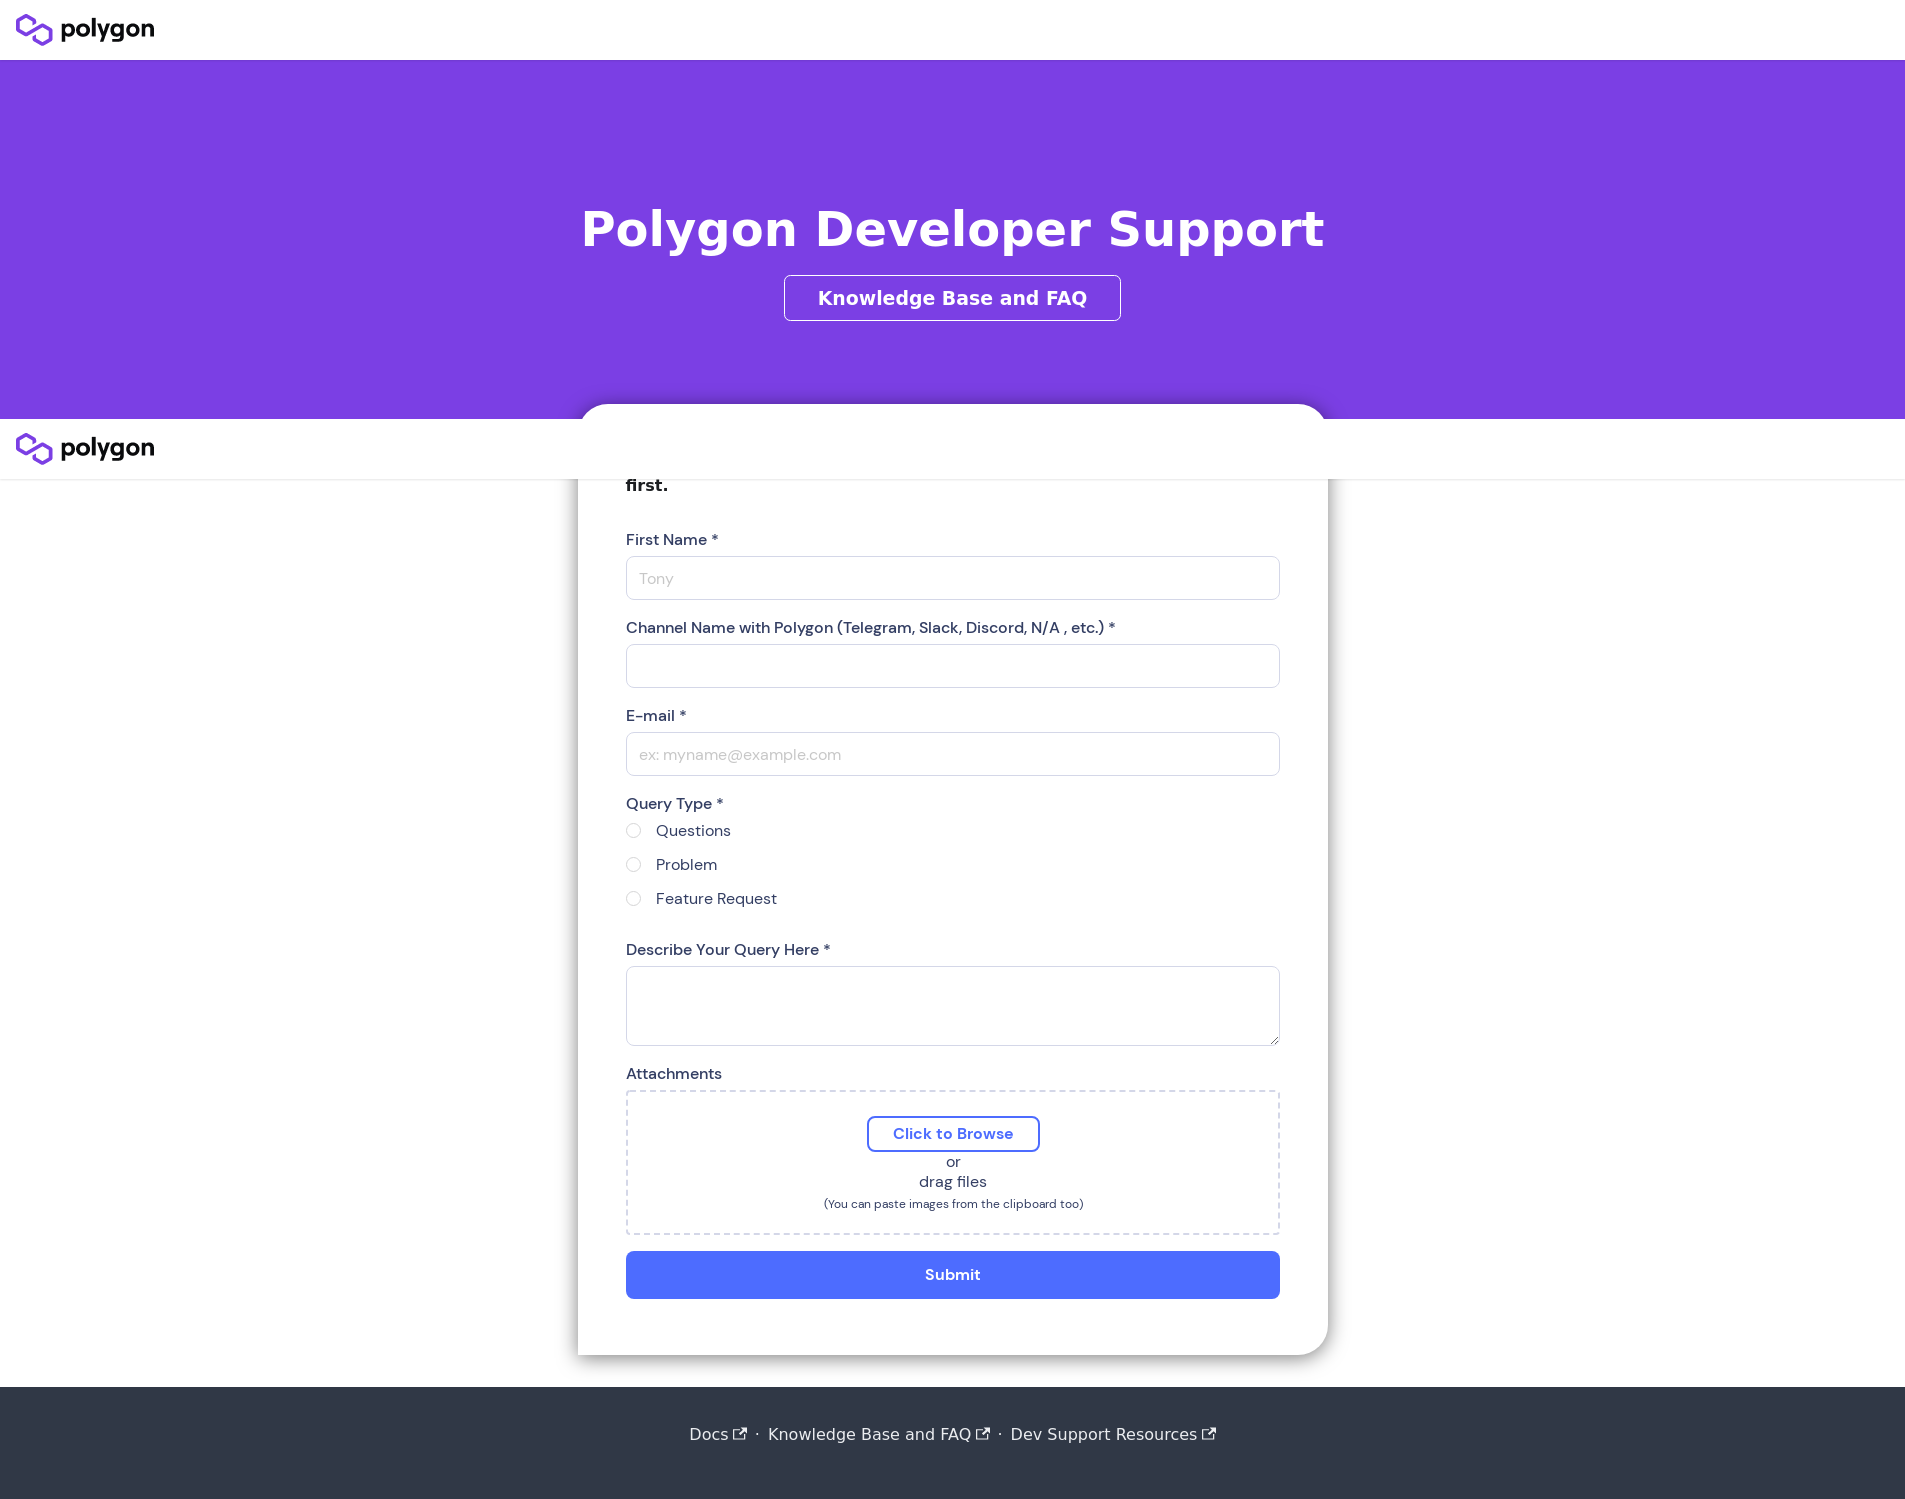 polygon
Polygon Developer Support
Knowledge Base and FAQ
polygon
first.
First Name *
Tony
Channel Name with Polygon (Telegram, Slack, Discord, N/A , etc.) *
E-mail *
ex: myname@example.com
Query Type *
Questions
Problem
Feature Request
Describe Your Query Here *
Attachments
Click to Browse
or
drag files
(You can paste images from the clipboard too)
Submit
Docs · Knowledge Base and FAQ · Dev Support Resources